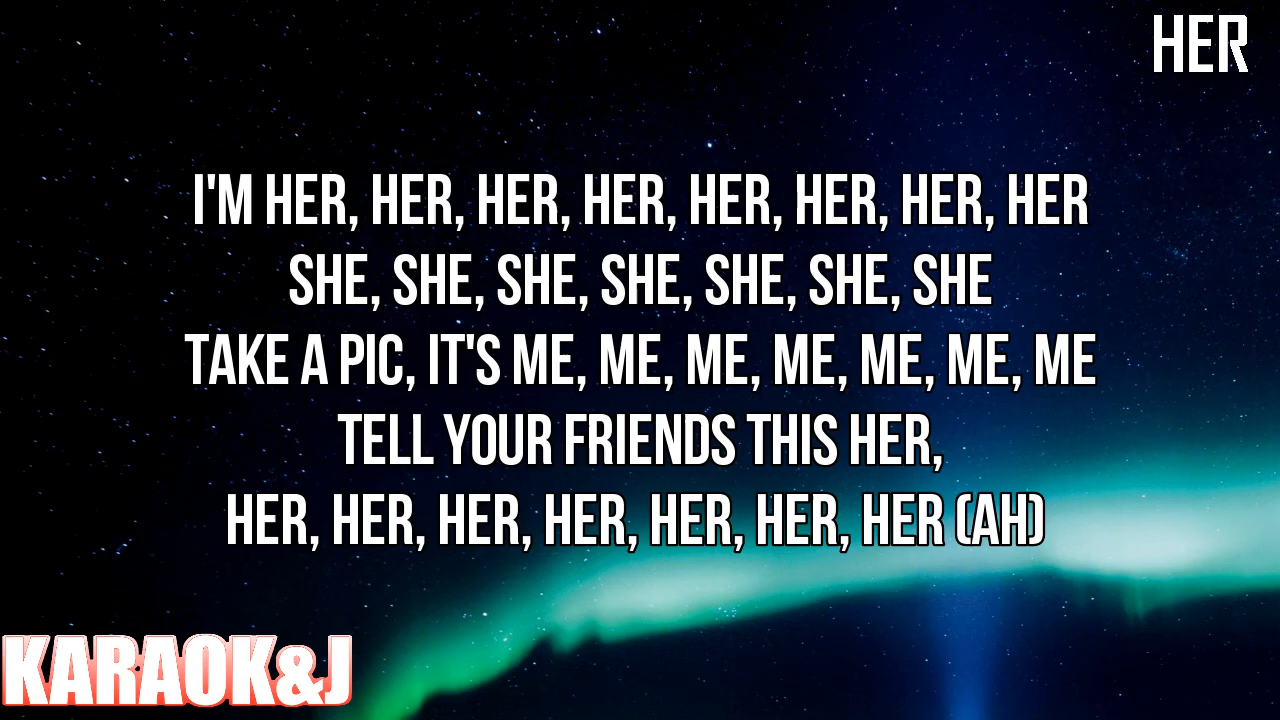 HER
I'M HER, HER, HER, HER, HER, HER, HER, HER
SHE, SHE, SHE, SHE, SHE, SHE, SHE
TAKE A PIC, IT'S ME, ME, ME, ME, ME, ME, ME
TELL YOUR FRIENDS THIS HER,
HER, HER, HER, HER, HER, HER, HER (AH)
KARAOK&J